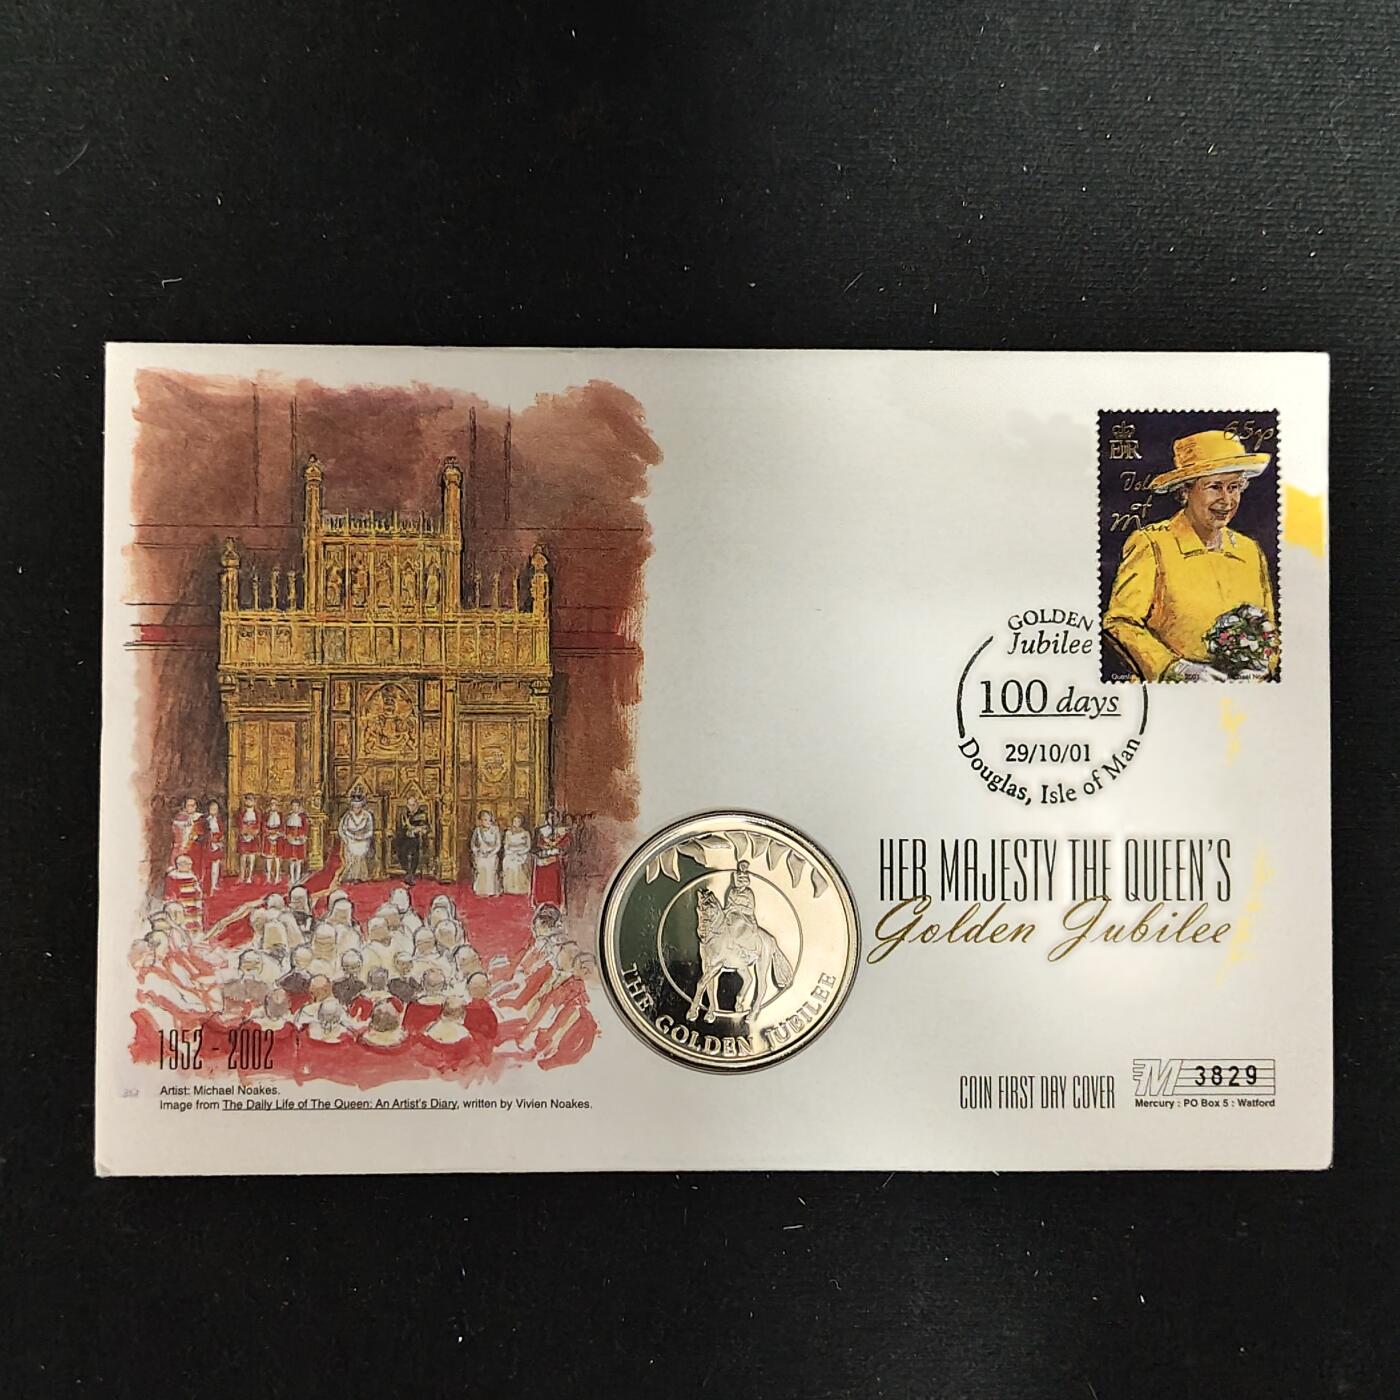 65p
EIIR
Isle
of
Man
GOLDEN
Jubilee
100 days
29/10/01
Douglas, Isle of Man
HER MAJESTY THE QUEEN'S
Golden Jubilee
THE GOLDEN JUBILEE
1952 - 2002
Artist: Michael Noakes.
Image from The Daily Life of The Queen: An Artist's Diary, written by Vivien Noakes.
COIN FIRST DAY COVER
M 3829
Mercury : PO Box 5 : Watford